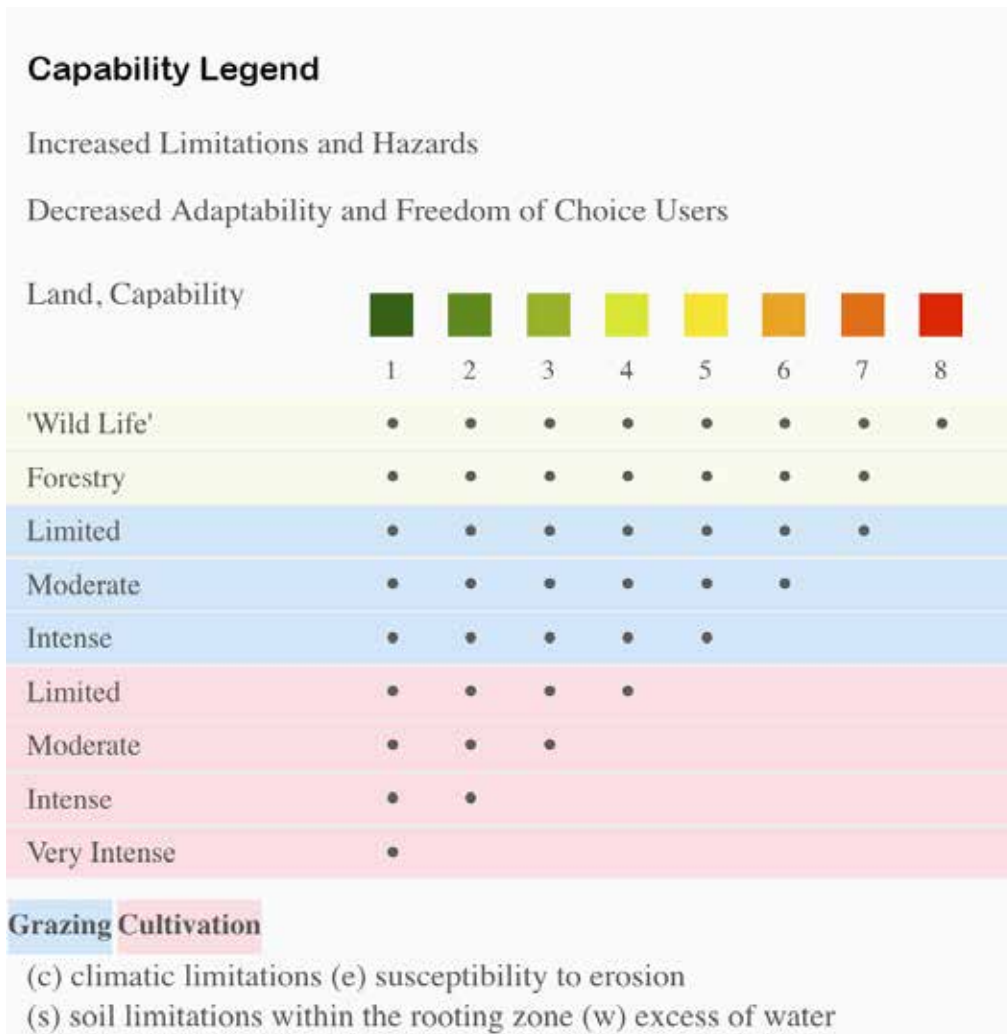 Capability Legend
Increased Limitations and Hazards
Decreased Adaptability and Freedom of Choice Users
Land, Capability
1 2 3 4 5 6 7 8
'Wild Life' • • • • • • • •
Forestry • • • • • • •
Limited • • • • • • •
Moderate • • • • • •
Intense • • • • •
Limited • • • •
Moderate • • •
Intense • •
Very Intense •
Grazing Cultivation
(c) climatic limitations (e) susceptibility to erosion
(s) soil limitations within the rooting zone (w) excess of water